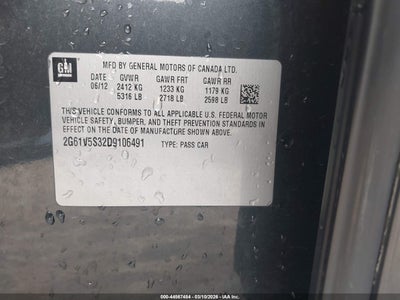 GM
MFD BY GENERAL MOTORS OF CANADA LTD.
DATE GVWR GAWR FRT GAWR RR
06/12 2412 KG 1233 KG 1179 KG
5316 LB 2718 LB 2598 LB
THIS VEHICLE CONFORMS TO ALL APPLICABLE U.S. FEDERAL MOTOR
VEHICLE SAFETY, BUMPER, AND THEFT PREVENTION STANDARDS IN
EFFECT ON THE DATE OF MANUFACTURE SHOWN ABOVE.
2G61V5S32D9106491 TYPE: PASS CAR
000-44987484 - 03/10/2026 - IAA Inc.